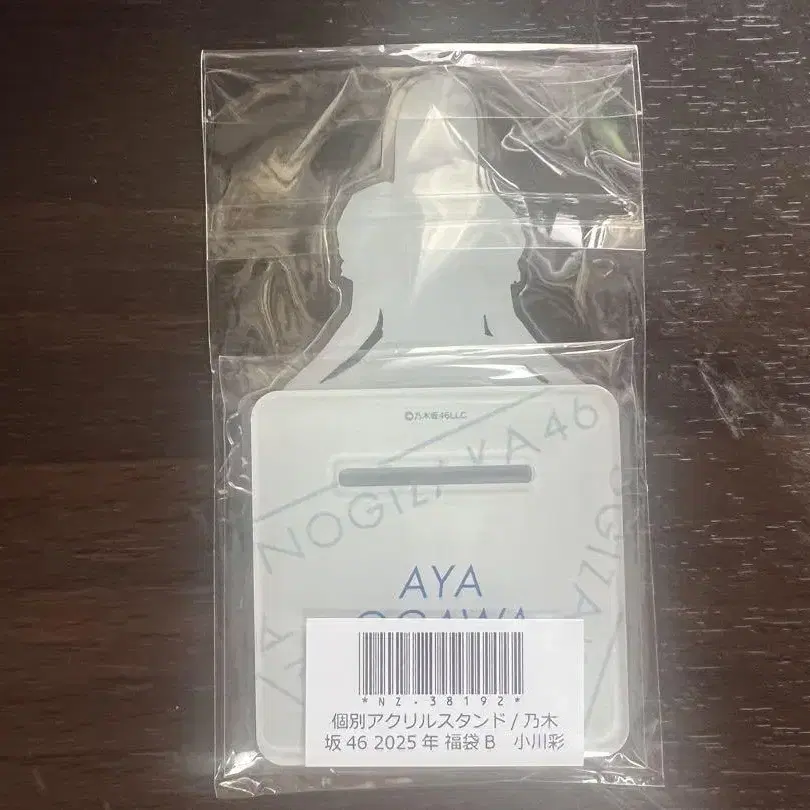 ©乃木坂46LLC
NOGIZAKA46
AYA
OGAWA
*NZ-38192*
個別アクリルスタンド / 乃木
坂 46 2025 年 福袋 B　小川彩